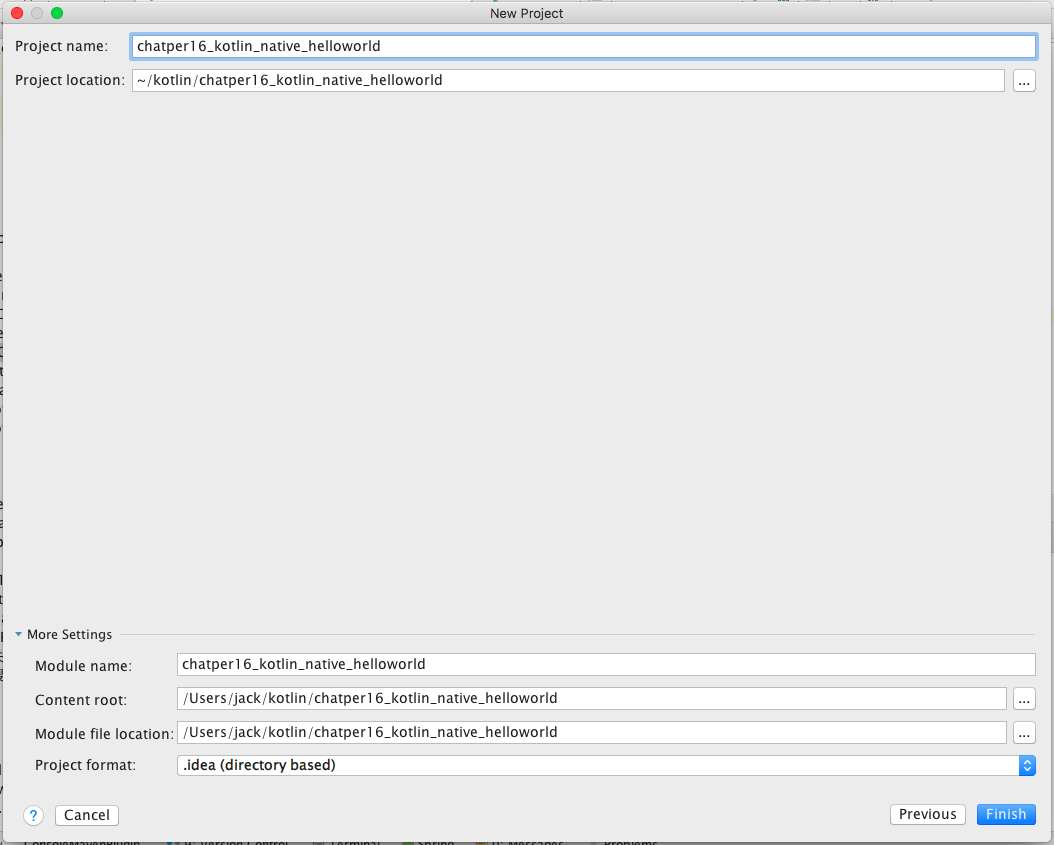 New Project
Project name: chatper16_kotlin_native_helloworld
Project location: ~/kotlin/chatper16_kotlin_native_helloworld ...
More Settings
Module name: chatper16_kotlin_native_helloworld
Content root: /Users/jack/kotlin/chatper16_kotlin_native_helloworld ...
Module file location: /Users/jack/kotlin/chatper16_kotlin_native_helloworld ...
Project format: .idea (directory based)
? Cancel Previous Finish